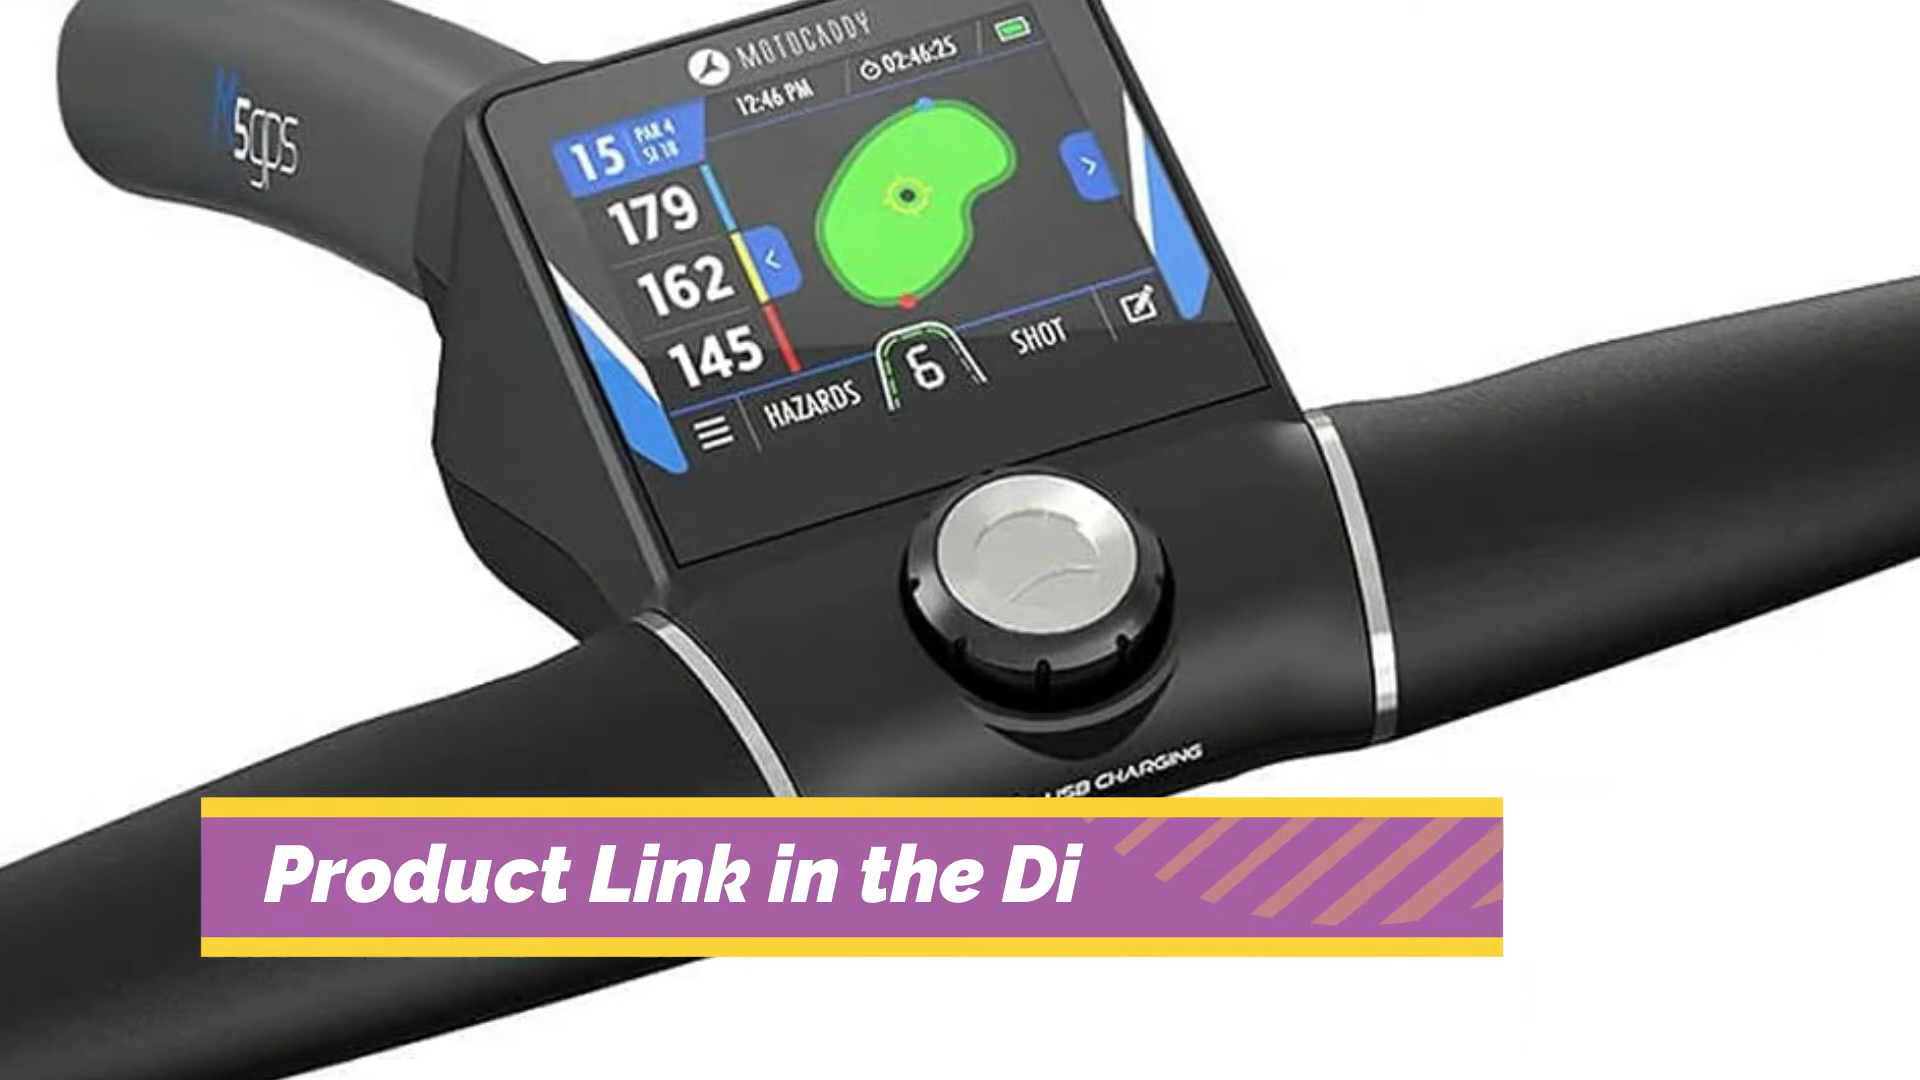 M5GPS
MOTOCADDY
12:46 PM
02:46:25
15
PAR 4
SI 18
179
162
145
HAZARDS
6
SHOT
USB CHARGING
Product Link in the Di